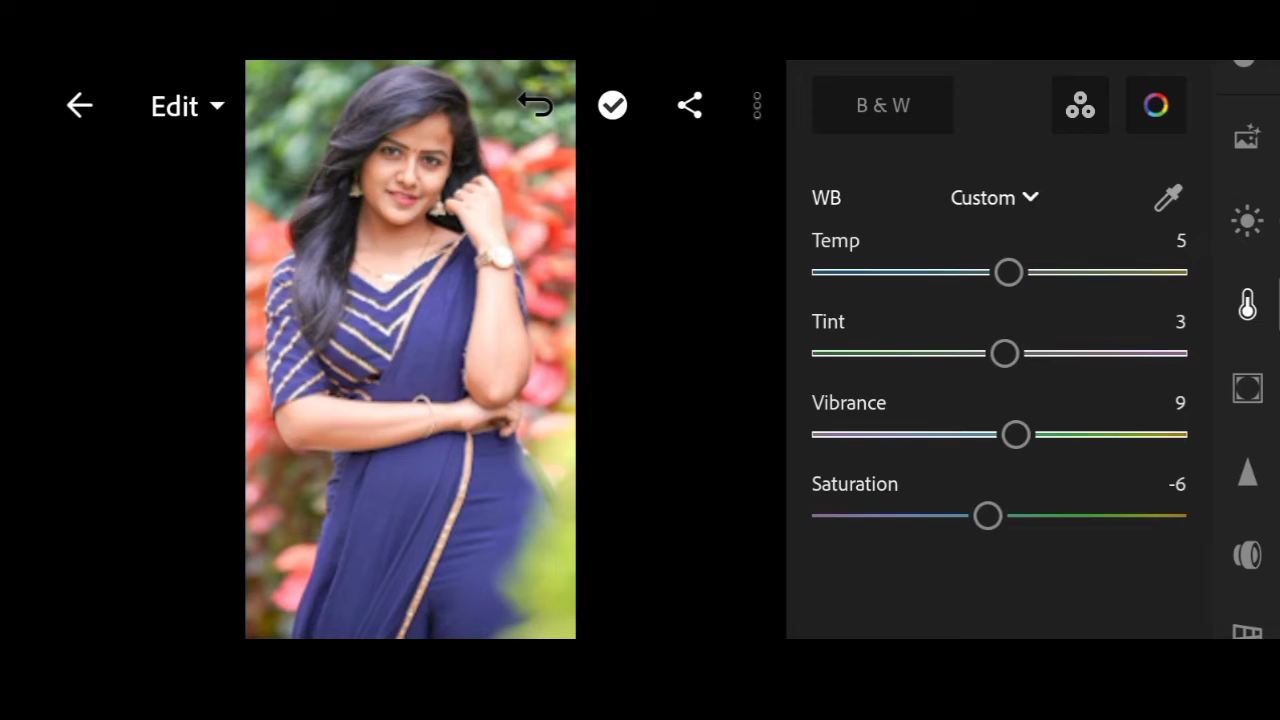 Edit
B & W
WB Custom
Temp 5
Tint 3
Vibrance 9
Saturation -6